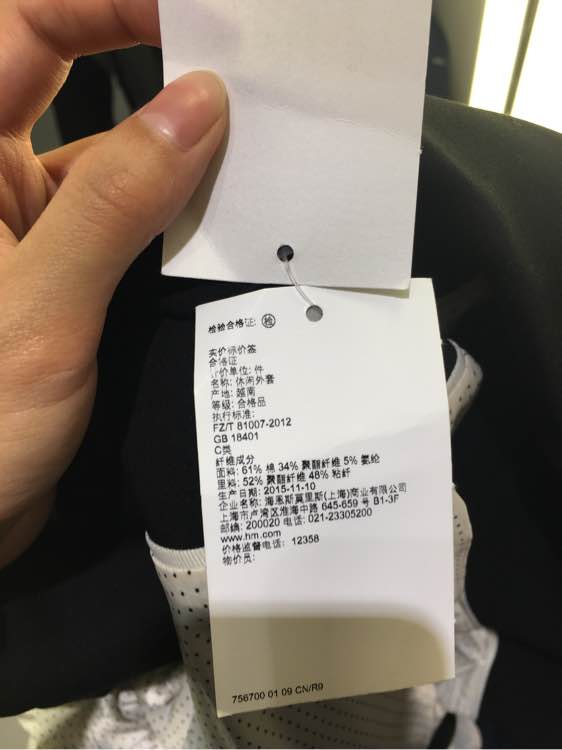 检验合格证: 检
实价标价签
合格证
计价单位: 件
名称: 休闲外套
产地: 越南
等级: 合格品
执行标准:
FZ/T 81007-2012
GB 18401
C类
纤维成分
面料: 61% 棉 34% 聚酯纤维 5% 氨纶
里料: 52% 聚酯纤维 48% 粘纤
生产日期: 2015-11-10
企业名称: 海恩斯莫里斯(上海)商业有限公司
上海市卢湾区淮海中路 645-659 号 B1-3F
邮编: 200020 电话: 021-23305200
www.hm.com
价格监督电话: 12358
物价员:
756700 01 09 CN/R9